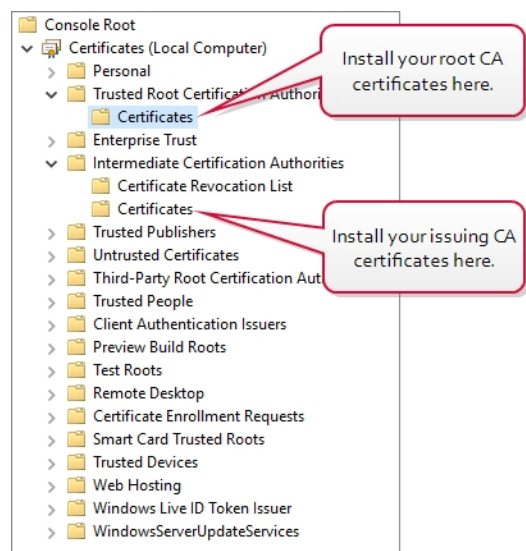 Console Root
Certificates (Local Computer)
Personal
Trusted Root Certification Authori
Certificates
Enterprise Trust
Intermediate Certification Authorities
Certificate Revocation List
Certificates
Trusted Publishers
Untrusted Certificates
Third-Party Root Certification Aut
Trusted People
Client Authentication Issuers
Preview Build Roots
Test Roots
Remote Desktop
Certificate Enrollment Requests
Smart Card Trusted Roots
Trusted Devices
Web Hosting
Windows Live ID Token Issuer
WindowsServerUpdateServices
Install your root CA
certificates here.
Install your issuing CA
certificates here.